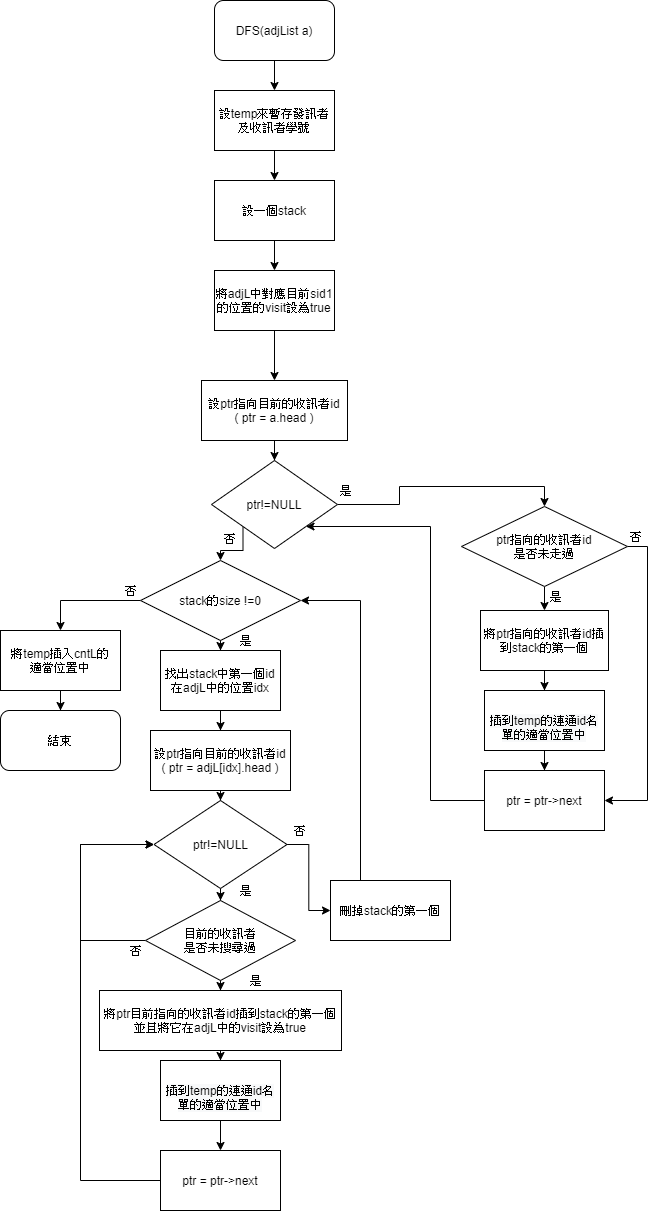 DFS(adjList a)
設temp來暫存發訊者
及收訊者學號
設一個stack
將adjL中對應目前sid1
的位置的visit設為true
設ptr指向目前的收訊者id
( ptr = a.head )
ptr!=NULL
是
否
ptr指向的收訊者id
是否未走過
否
是
將ptr指向的收訊者id插
到stack的第一個
插到temp的連通id名
單的適當位置中
ptr = ptr->next
stack的size !=0
否
是
將temp插入cntL的
適當位置中
結束
找出stack中第一個id
在adjL中的位置idx
設ptr指向目前的收訊者id
( ptr = adjL[idx].head )
ptr!=NULL
否
是
刪掉stack的第一個
目前的收訊者
是否未搜尋過
否
是
將ptr目前指向的收訊者id插到stack的第一個
並且將它在adjL中的visit設為true
插到temp的連通id名
單的適當位置中
ptr = ptr->next